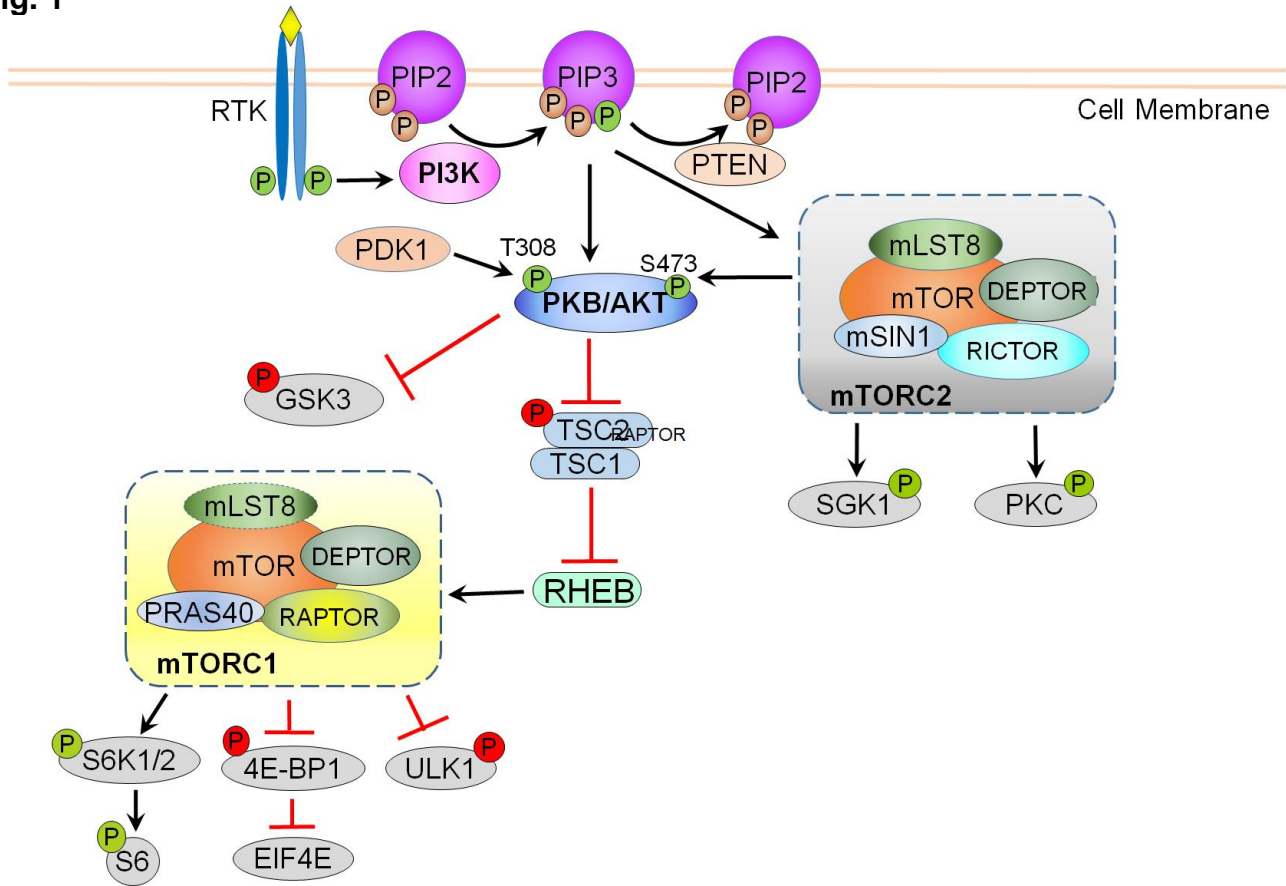 ig. 1
PIP2
PIP3
PIP2
RTK
Cell Membrane
P
P
P
P
P
P
P
P
P
PI3K
PTEN
PDK1
T308
P
S473
P
PKB/AKT
mLST8
mTOR
DEPTOR
mSIN1
RICTOR
mTORC2
P
GSK3
P
TSC2
RAPTOR
TSC1
SGK1
P
PKC
P
mLST8
mTOR
DEPTOR
PRAS40
RAPTOR
mTORC1
RHEB
P
S6K1/2
P
4E-BP1
ULK1
P
P
S6
EIF4E